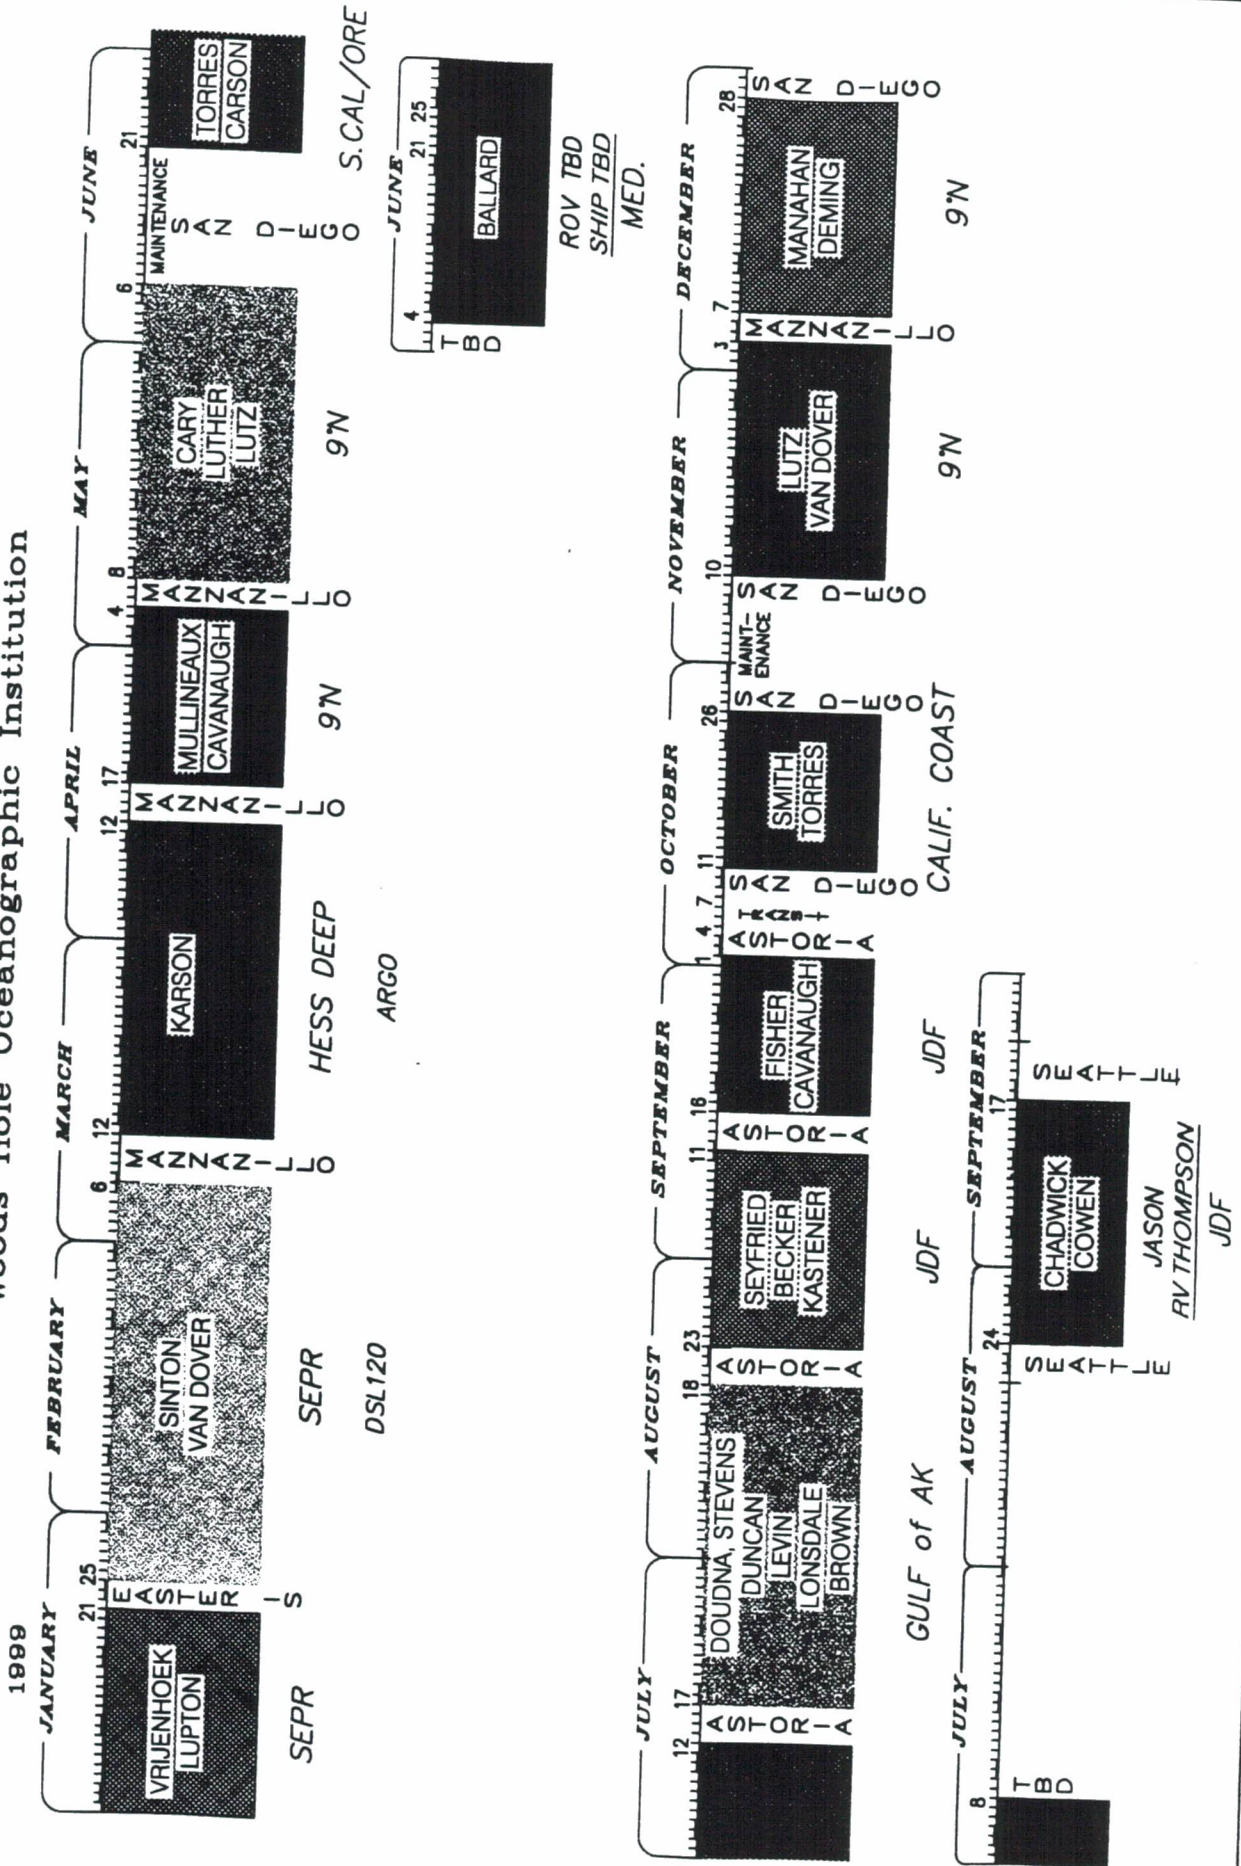 Woods Hole Oceanographic Institution
1999
JANUARY FEBRUARY MARCH APRIL MAY JUNE
21 25 6 12 12 17 4 8 6 21
VRIJENHOEK
LUPTON
SEPR
EASTER IS
SINTON
VAN DOVER
SEPR
DSL120
MANZANILLO
KARSON
HESS DEEP
ARGO
MANZANILLO
MULLINEAUX
CAVANAUGH
9°N
MANZANILLO
CARY
LUTHER
LUTZ
9°N
MAINTENANCE
SAN DIEGO
TORRES
CARSON
S.CAL/ORE
JUNE
4 21 25
TBD
BALLARD
ROV TBD
SHIP TBD
MED.
JULY AUGUST SEPTEMBER OCTOBER NOVEMBER DECEMBER
12 17 18 23 11 16 1 4 7 11 26 10 3 7 28
ASTORIA
DOUDNA, STEVENS
DUNCAN
LEVIN
LONSDALE
BROWN
GULF of AK
ASTORIA
SEYFRIED
BECKER
KASTENER
JDF
ASTORIA
FISHER
CAVANAUGH
JDF
ASTORIA
TRANSIT
SAN DIEGO
SMITH
TORRES
CALIF. COAST
SAN DIEGO
MAINT-
ENANCE
SAN DIEGO
LUTZ
VAN DOVER
9°N
MANZANILLO
MANAHAN
DEMING
9°N
SAN DIEGO
JULY AUGUST SEPTEMBER
8 24 17
TBD
SEATTLE
CHADWICK
COWEN
JASON
RV THOMPSON
JDF
SEATTLE